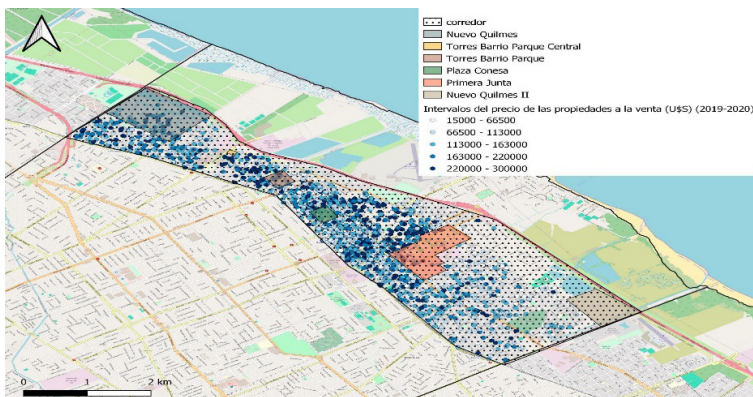 corredor
Nuevo Quilmes
Torres Barrio Parque Central
Torres Barrio Parque
Plaza Conesa
Primera Junta
Nuevo Quilmes II
Intervalos del precio de las propiedades a la venta (U$S) (2019-2020)
15000 - 66500
66500 - 113000
113000 - 163000
163000 - 220000
220000 - 300000
0 1 2 km